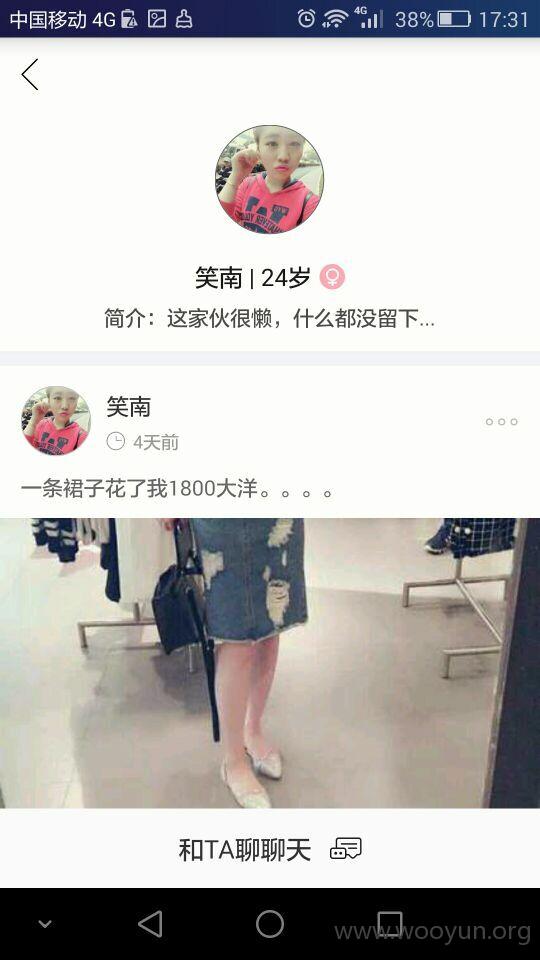 中国移动 4G 4G 38% 17:31
笑南 | 24岁
简介：这家伙很懒，什么都没留下...
笑南
4天前
一条裙子花了我1800大洋。。。。
和TA聊聊天
www.wooyun.org